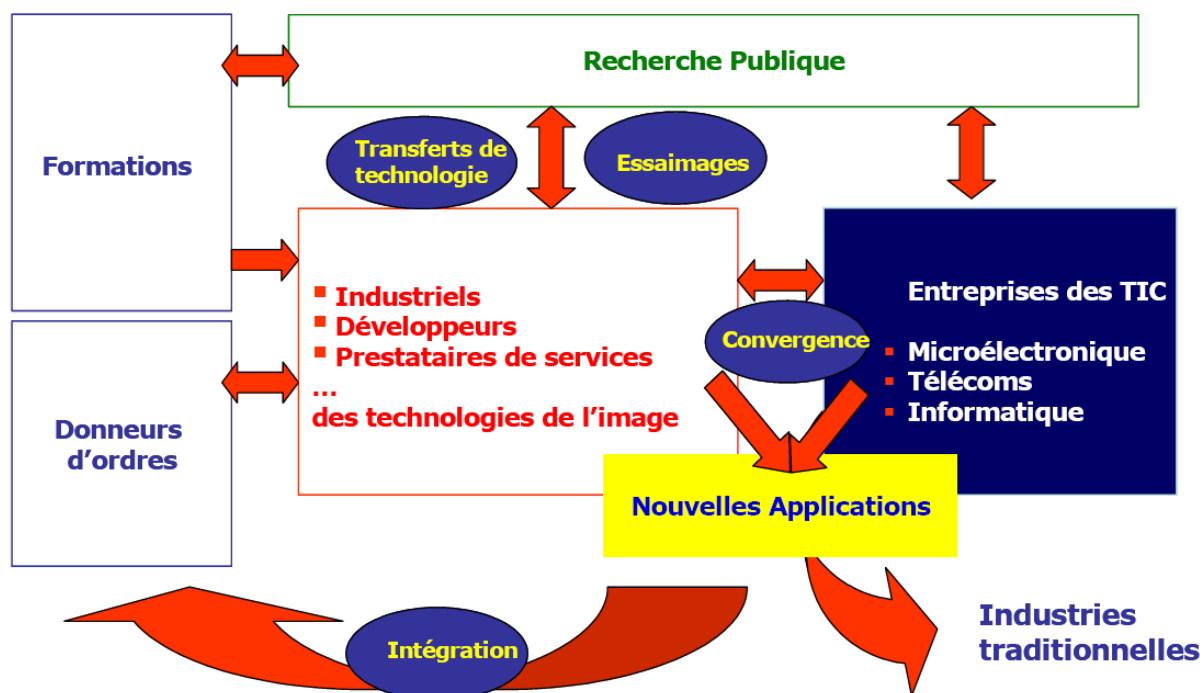 Recherche Publique
Formations
Transferts de
technologie
Essaimages
▪ Industriels
▪ Développeurs
▪ Prestataires de services
...
des technologies de l’image
Entreprises des TIC
▪ Microélectronique
▪ Télécoms
▪ Informatique
Convergence
Donneurs
d’ordres
Nouvelles Applications
Intégration
Industries
traditionnelles